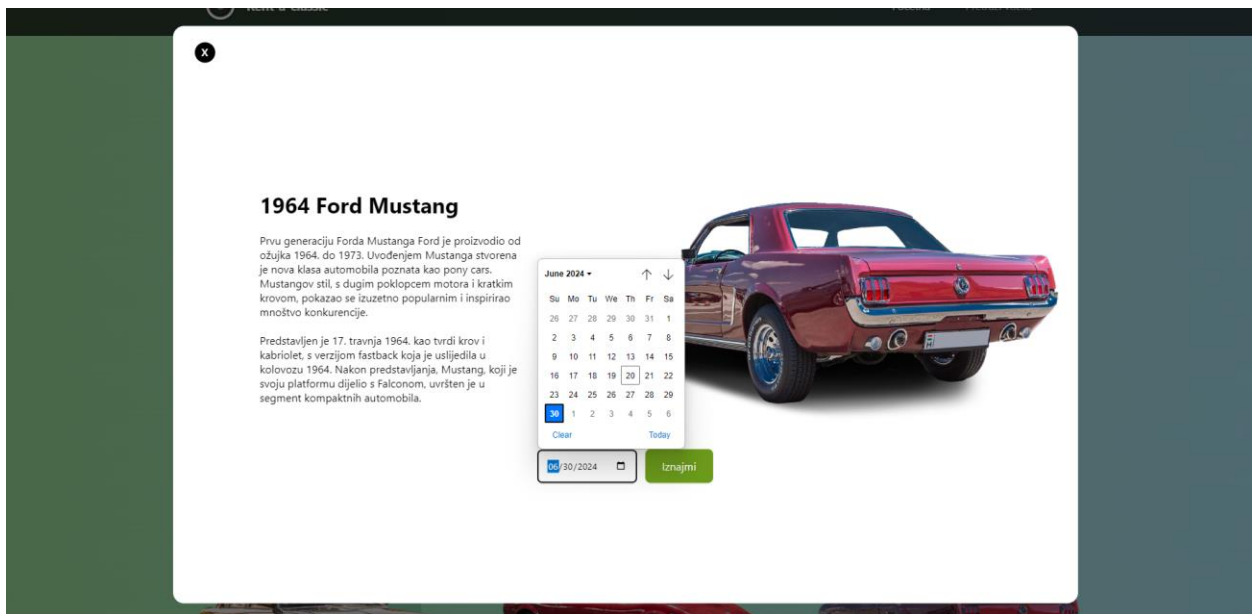 Rent-a-Classic
X
1964 Ford Mustang
Prvu generaciju Forda Mustanga Ford je proizvodio od
ožujka 1964. do 1973. Uvođenjem Mustanga stvorena
je nova klasa automobila poznata kao pony cars.
Mustangov stil, s dugim poklopcem motora i kratkim
krovom, pokazao se izuzetno popularnim i inspirirao
mnoštvo konkurencije.
Predstavljen je 17. travnja 1964. kao tvrdi krov i
kabriolet, s verzijom fastback koja je uslijedila u
kolovozu 1964. Nakon predstavljanja, Mustang, koji je
svoju platformu dijelio s Falconom, uvršten je u
segment kompaktnih automobila.
June 2024
Su Mo Tu We Th Fr Sa
26 27 28 29 30 31 1
2 3 4 5 6 7 8
9 10 11 12 13 14 15
16 17 18 19 20 21 22
23 24 25 26 27 28 29
30 1 2 3 4 5 6
Clear Today
06/30/2024
Iznajmi